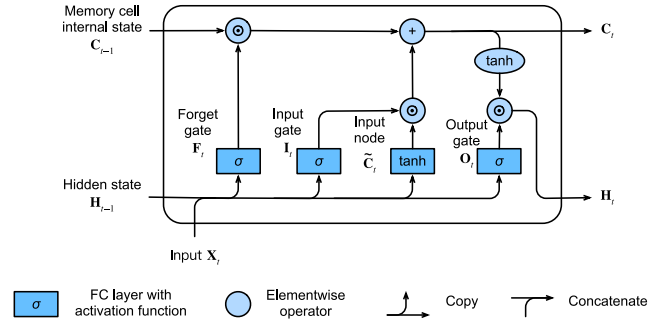 Memory cell
internal state
C_{t–1}
C_t
+
tanh
Forget
gate
F_t
Input
gate
I_t
Input
node
C̃_t
Output
gate
O_t
σ
σ
tanh
σ
Hidden state
H_{t–1}
H_t
Input X_t
σ
FC layer with
activation function
Elementwise
operator
Copy
Concatenate